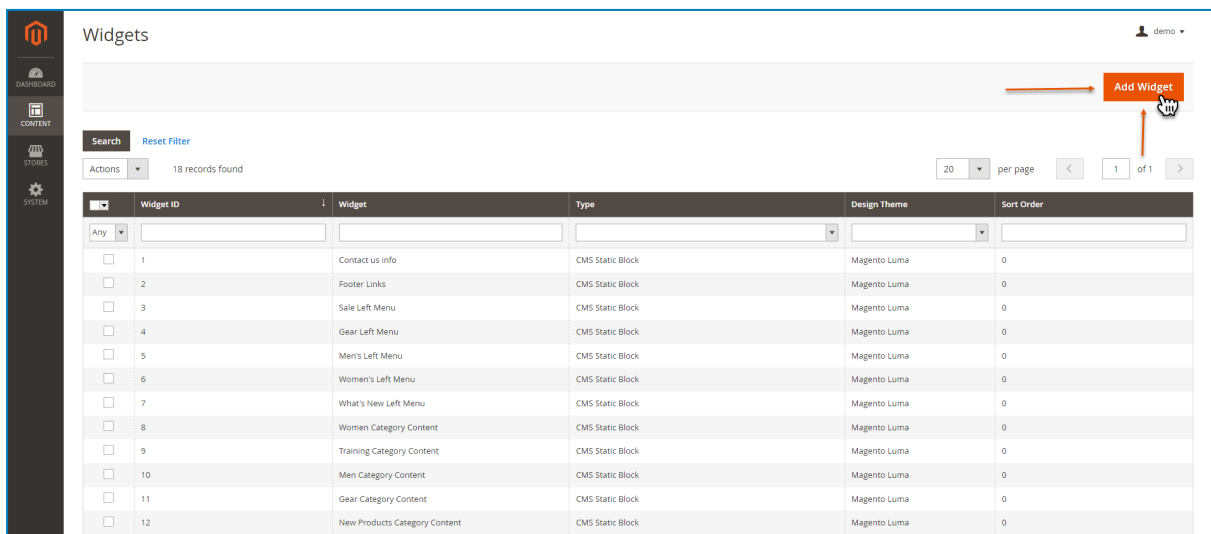 Widgets
demo
DASHBOARD
Add Widget
CONTENT
Search Reset Filter
STORES
Actions 18 records found 20 per page 1 of 1
SYSTEM
Widget ID Widget Type Design Theme Sort Order
Any
1 Contact us info CMS Static Block Magento Luma 0
2 Footer Links CMS Static Block Magento Luma 0
3 Sale Left Menu CMS Static Block Magento Luma 0
4 Gear Left Menu CMS Static Block Magento Luma 0
5 Men's Left Menu CMS Static Block Magento Luma 0
6 Women's Left Menu CMS Static Block Magento Luma 0
7 What's New Left Menu CMS Static Block Magento Luma 0
8 Women Category Content CMS Static Block Magento Luma 0
9 Training Category Content CMS Static Block Magento Luma 0
10 Men Category Content CMS Static Block Magento Luma 0
11 Gear Category Content CMS Static Block Magento Luma 0
12 New Products Category Content CMS Static Block Magento Luma 0